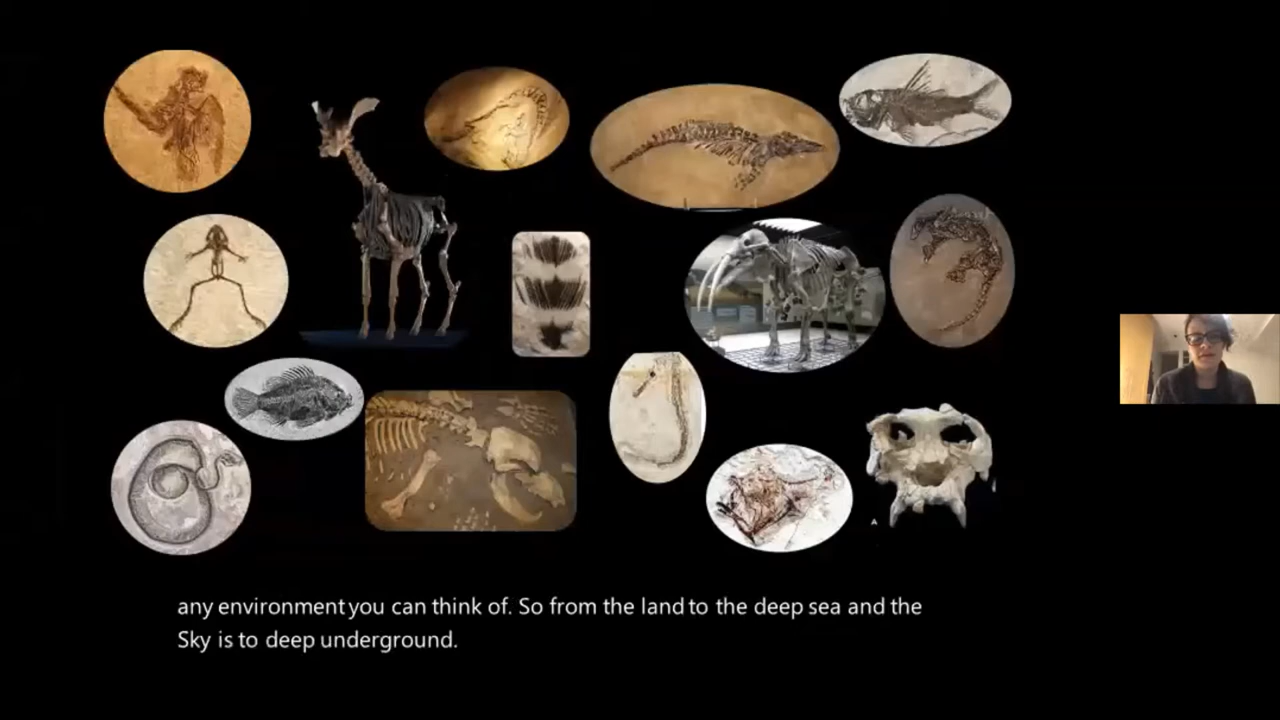 any environment you can think of. So from the land to the deep sea and the
Sky is to deep underground.